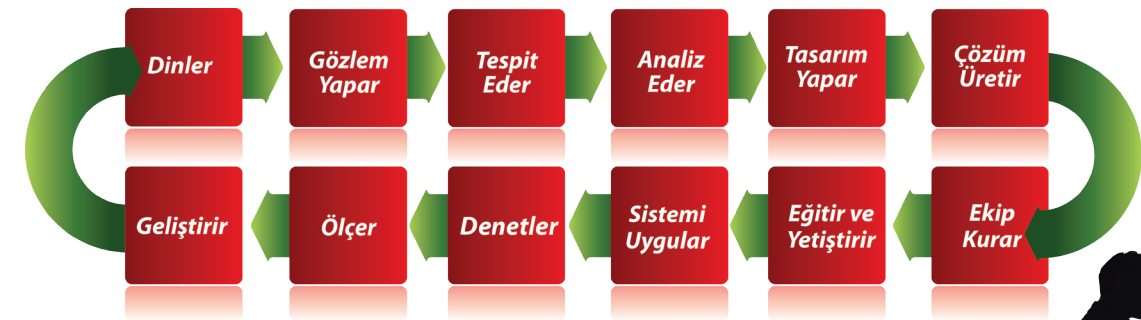 Dinler
Gözlem
Yapar
Tespit
Eder
Analiz
Eder
Tasarım
Yapar
Çözüm
Üretir
Ekip
Kurar
Eğitir ve
Yetiştirir
Sistemi
Uygular
Denetler
Ölçer
Geliştirir